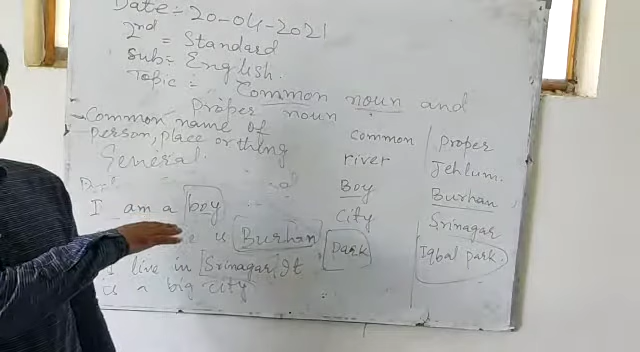 Date :- 20-04-2021
2nd = Standard
Sub:- English.
Topic :- Common noun and
Proper noun
Common name of
person, place or thing
General.
I am a boy
is Burhan
I live in Srinagar It
is a big city
Common
river
Boy
City
Park
Proper
Jehlum.
Burhan
Srinagar
Iqbal park.